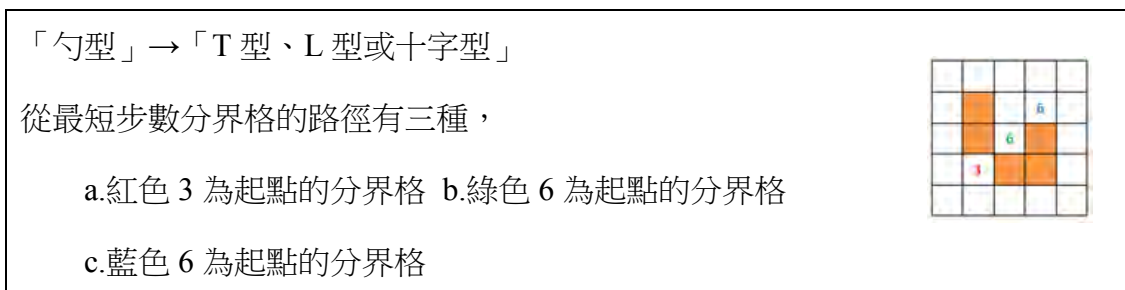 「勺型」→「T 型、L 型或十字型」
從最短步數分界格的路徑有三種，
a.紅色 3 為起點的分界格 b.綠色 6 為起點的分界格
c.藍色 6 為起點的分界格
6
6
3